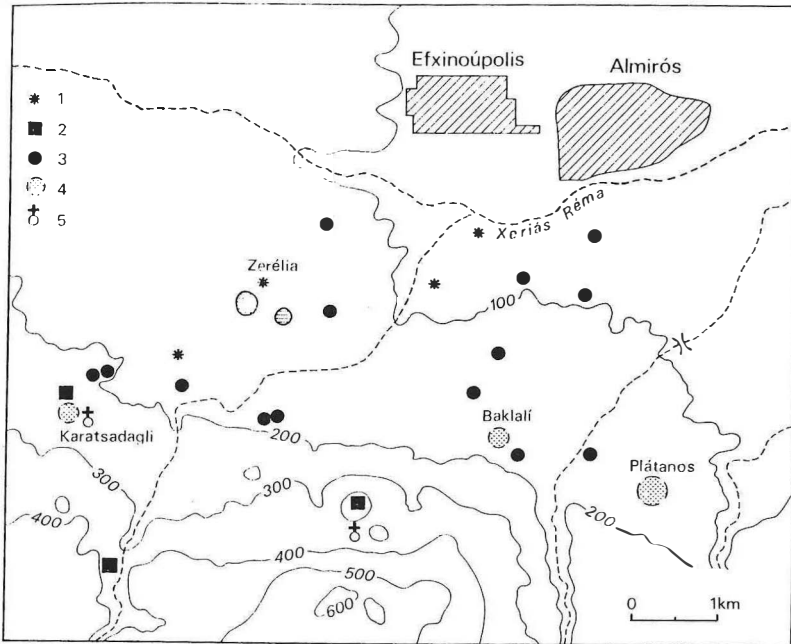 Efxinoúpolis
Almirós
1
2
3
4
5
Xεriás Réma
Zerélia
100
Karatsadagli
Baklalí
Plátanos
200
300
300
400
200
400
500
600
0 1km